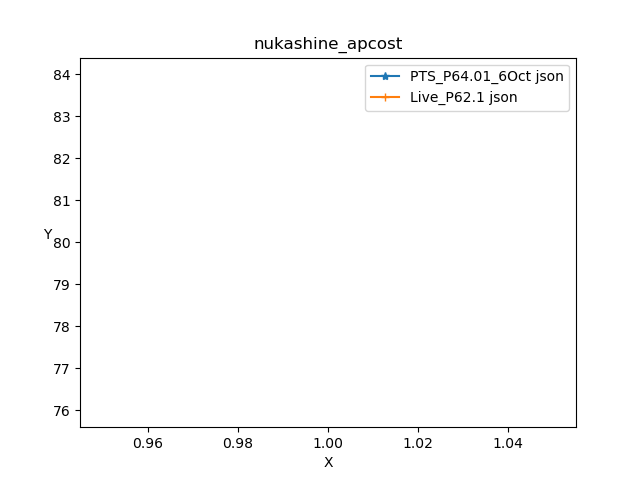 nukashine_apcost
84
83
82
81
80
79
78
77
76
Y
PTS_P64.01_6Oct json
Live_P62.1 json
0.96 0.98 1.00 1.02 1.04
X